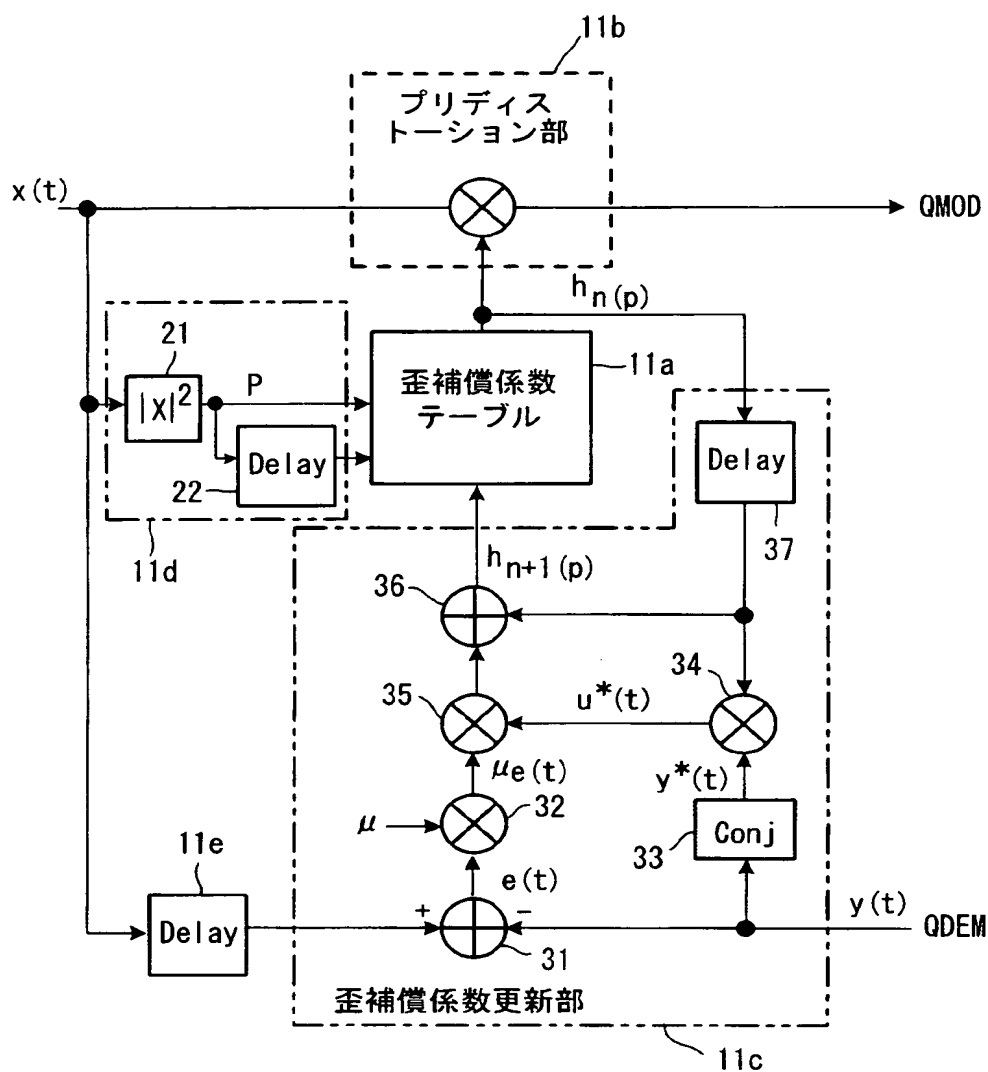 11b
プリディス
トーション部
x(t)
QMOD
h n(p)
21
|X|2
P
歪補償係数
テーブル
11a
Delay
22
11d
Delay
37
h n+1(p)
36
34
35
u*(t)
μe(t)
y*(t)
μ
32
Conj
33
11e
e(t)
Delay
+
-
y(t)
QDEM
31
歪補償係数更新部
11c